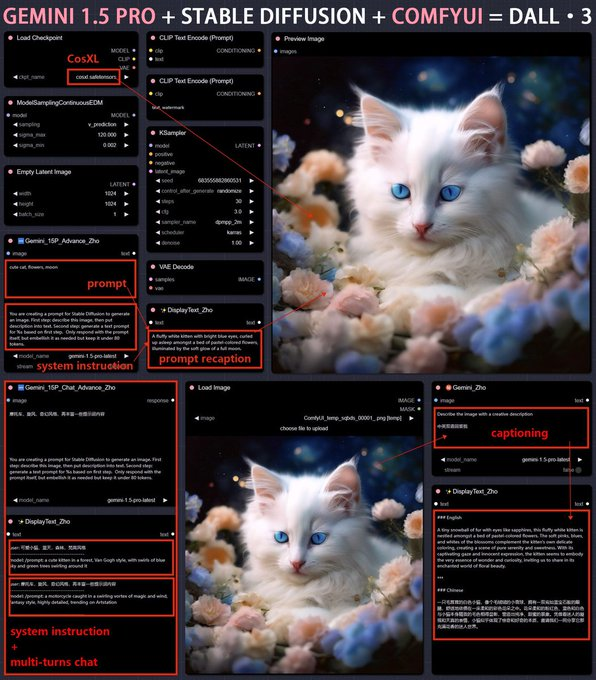 GEMINI 1.5 PRO + STABLE DIFFUSION + COMFYUI = DALL · 3
Load Checkpoint
MODEL
CLIP
VAE
CosXL
ckpt_name
cosxl safetensors,
ModelSamplingContinuousEDM
model
MODEL
sampling
v_prediction
sigma_max
120.000
sigma_min
0.002
Empty Latent Image
LATENT
width
1024
height
1024
batch_size
1
Gemini_15P_Advance_Zho
image
text
cute cat, flowers, moon
prompt
You are creating a prompt for Stable Diffusion to generate
an image. First step: describe this image, then put
description into text. Second step: generate a text prompt
for %s based on first step. Only respond with the prompt
itself, but embellish it as needed but keep it under 80
tokens.
model_name
gemini-1.5-pro-latest
system instruction
CLIP Text Encode (Prompt)
clip
CONDITIONING
text
CLIP Text Encode (Prompt)
clip
CONDITIONING
text, watermark
KSampler
model
LATENT
positive
negative
latent_image
seed
683555882860531
control_after_generate
randomize
steps
30
cfg
3.0
sampler_name
dpmpp_2m
scheduler
karras
denoise
1.00
VAE Decode
samples
IMAGE
vae
DisplayText_Zho
text
text
A fluffy white kitten with bright blue eyes, curled
up asleep amongst a bed of pastel-colored flowers,
illuminated by the soft glow of a full moon.
prompt recaption
Preview Image
images
Gemini_15P_Chat_Advance_Zho
response
摩托车、旋风、奇幻风格，再丰富一些提示词内容
You are creating a prompt for Stable Diffusion to generate an image. First
step: describe this image, then put description into text. Second step:
generate a text prompt for %s based on first step. Only respond with the
prompt itself, but embellish it as needed but keep it under 80 tokens.
model_name
gemini-1.5-pro-latest
DisplayText_Zho
text
text
user: 可爱小猫，蓝天，森林，梵高风格
model: /prompt: a cute kitten in a forest, Van Gogh style, with swirls of blue
sky and green trees swirling around it
user: 摩托车、旋风、奇幻风格，再丰富一些提示词内容
model: /prompt: a motorcycle caught in a swirling vortex of magic and wind,
fantasy style, highly detailed, trending on Artstation
system instruction
+
multi-turns chat
Load Image
IMAGE
MASK
image
ComfyUI_temp_sqbds_00001_.png [temp]
choose file to upload
Gemini_Zho
image
text
Describe the image with a creative description
captioning
model_name
gemini-1.5-pro-latest
stream
false
DisplayText_Zho
text
text
### English
A tiny snowball of fur with eyes like sapphires, this fluffy white kitten is
nestled amongst a bed of pastel-colored flowers. The soft pinks, blues,
and whites of the blossoms complement the kitten's own delicate
coloring, creating a scene of pure serenity and sweetness. With its
captivating gaze and innocent expression, the kitten seems to embody
the very essence of wonder and curiosity, inviting us to share in its
enchanted world of floral beauty.
***
### Chinese